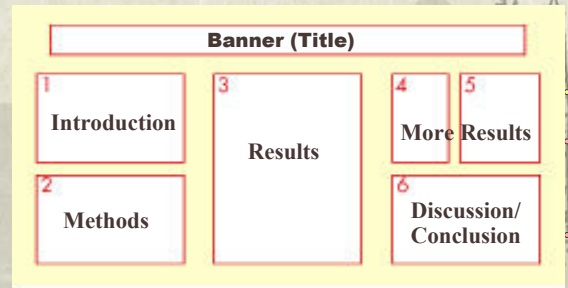 Banner (Title)
1
Introduction
2
Methods
3
Results
4
5
More Results
6
Discussion/
Conclusion